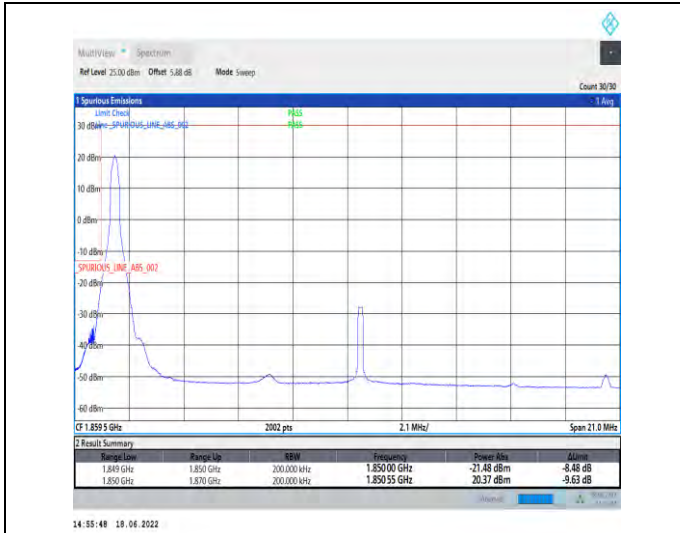 MultiView Spectrum
Ref Level 25.00 dBm Offset 5.88 dB Mode Sweep
Count 30/30
1 Spurious Emissions 1 Avg
Limit Check PASS
Line _SPURIOUS_LINE_ABS_002 PASS
30 dBm
20 dBm
10 dBm
0 dBm
-10 dBm
_SPURIOUS_LINE_ABS_002
-20 dBm
-30 dBm
-40 dBm
-50 dBm
-60 dBm
CF 1.859 5 GHz 2002 pts 2.1 MHz/ Span 21.0 MHz
2 Result Summary
Range Low Range Up RBW Frequency Power Abs ΔLimit
1.849 GHz 1.850 GHz 200.000 kHz 1.85000 GHz -21.48 dBm -8.48 dB
1.850 GHz 1.870 GHz 200.000 kHz 1.85055 GHz 20.37 dBm -9.63 dB
14:55:48 18.06.2022